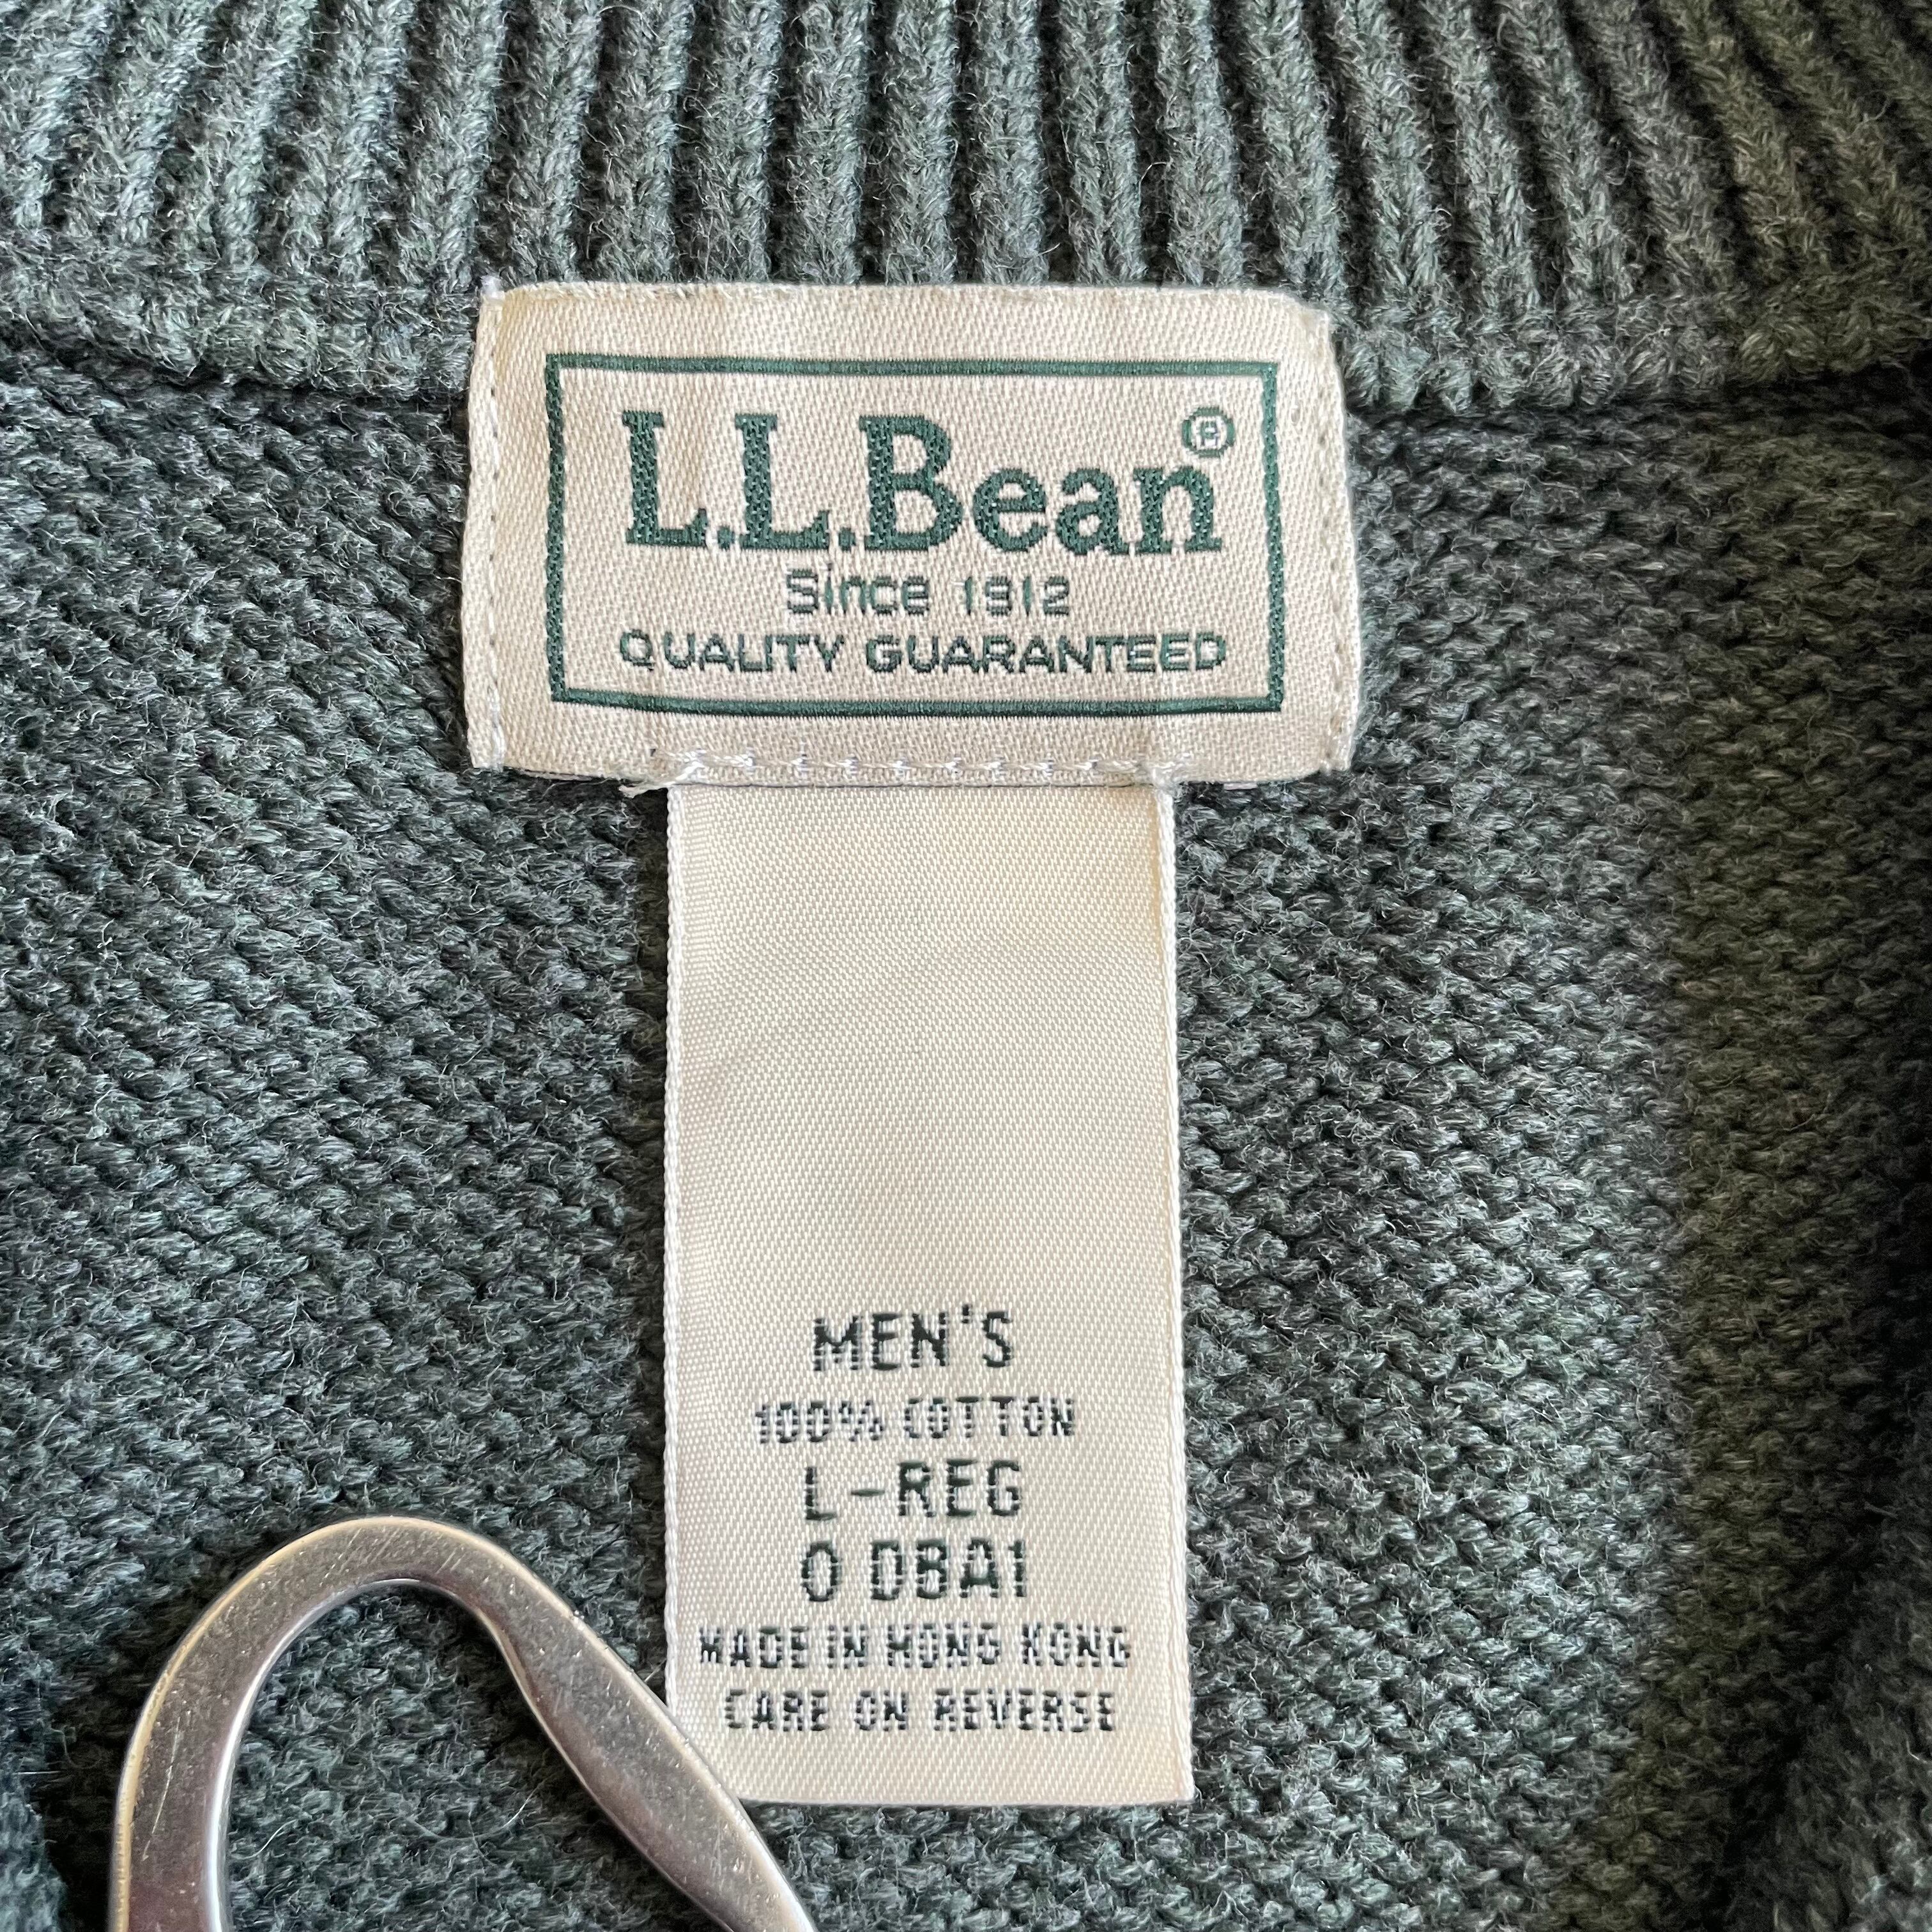 L.L.Bean®
Since 1912
QUALITY GUARANTEED
MEN'S
100% COTTON
L-REG
0 DBA1
MADE IN HONG KONG
CARE ON REVERSE